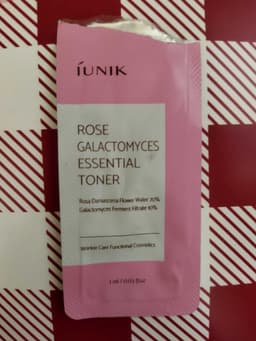 iUNIK
ROSE
GALACTOMYCES
ESSENTIAL
TONER
Rosa Damascena Flower Water 70%
Galactomyces Ferment Filtrate 10%
Wrinkle Care Functional Cosmetics